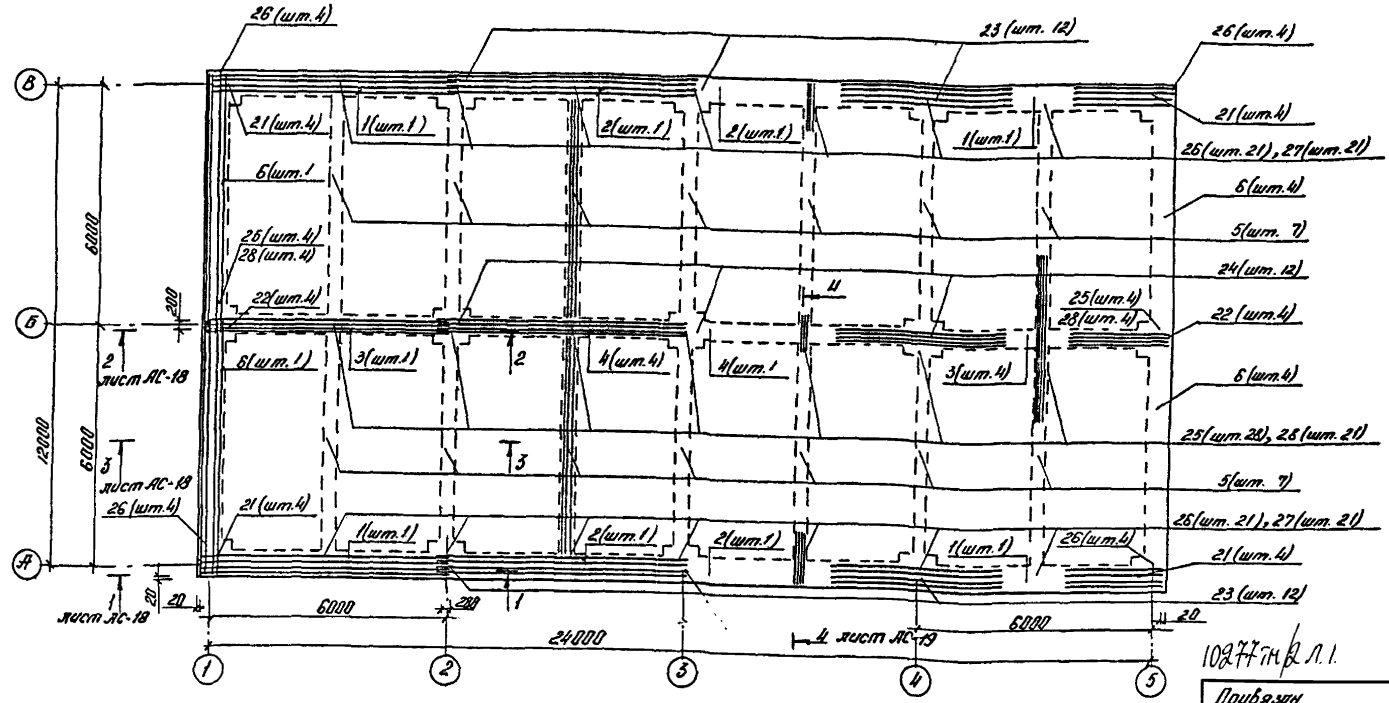 26 (шт. 4)
23 (шт. 12)
26 (шт. 4)
В
21 (шт. 4)
1 (шт. 1)
2 (шт. 1)
2 (шт. 1)
1 (шт. 1)
21 (шт. 4)
26 (шт. 21), 27 (шт. 21)
6 (шт. 1
6 (шт. 4)
5 (шт. 7)
6000
26 (шт. 4)
28 (шт. 4)
24 (шт. 12)
200
22 (шт. 4)
4
25 (шт. 4)
28 (шт. 4)
22 (шт. 4)
Б
2
лист АС-18
6 (шт. 1)
3 (шт. 1)
2
4 (шт. 4)
4 (шт. 1
3 (шт. 4)
6 (шт. 4)
12000
6000
25 (шт. 28), 28 (шт. 21)
3
лист АС-18
3
5 (шт. 7)
26 (шт. 4)
21 (шт. 4)
26 (шт. 21), 27 (шт. 21)
1 (шт. 1)
2 (шт. 1)
2 (шт. 1)
1 (шт. 1)
26 (шт. 4)
21 (шт. 4)
А
1
лист АС-18
20
20
6000
200
1
23 (шт. 12)
6000
20
24000
4 лист АС-19
1
2
3
4
5
10277тм/2 Л.1.
Привязан